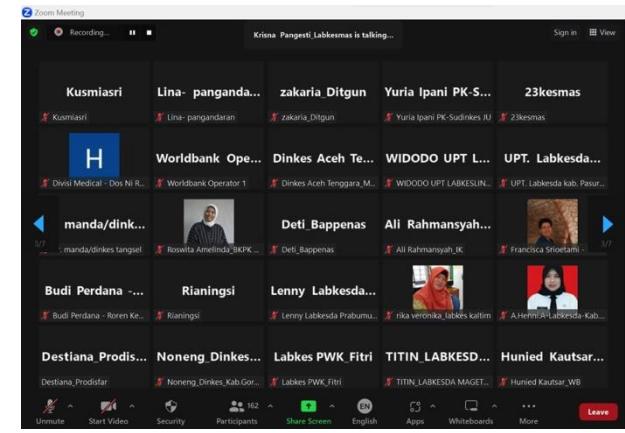 Zoom Meeting
Recording...
Krisna Pangesti_Labkesmas is talking...
Sign in
View
Kusmiasri
Lina- panganda...
zakaria_Ditgun
Yuria Ipani PK-S...
23kesmas
Kusmiasri
Lina- pangandaran
zakaria_Ditgun
Yuria Ipani PK-Sudinkes JU
23kesmas
H
Worldbank Ope...
Dinkes Aceh Te...
WIDODO UPT L...
UPT. Labkesda...
Divisi Medical - Dos Ni R...
Worldbank Operator 1
Dinkes Aceh Tenggara_M...
WIDODO UPT LABKESLIN...
UPT. Labkesda kab. Pasur...
manda/dink...
Deti_Bappenas
Ali Rahmansyah...
3/7
manda/dinkes tangsel
Roswita Amelinda_BKPK ...
Deti_Bappenas
Ali Rahmansyah_IK
Francisca Srioetami -
3/7
Budi Perdana -...
Rianingsi
Lenny Labkesda...
Budi Perdana - Roren Ke...
Rianingsi
Lenny Labkesda Prabumu...
rika veronika_labkes kaltim
A.Henni.A-Labkesda-Kab...
Destiana_Prodis...
Noneng_Dinkes...
Labkes PWK_Fitri
TITIN_LABKESD...
Hunied Kautsar...
Destiana_Prodisfar
Noneng_Dinkes_Kab.Gor...
Labkes PWK_Fitri
TITIN_LABKESDA MAGET...
Hunied Kautsar_WB
162
EN
Unmute
Start Video
Security
Participants
Share Screen
English
Apps
Whiteboards
More
Leave